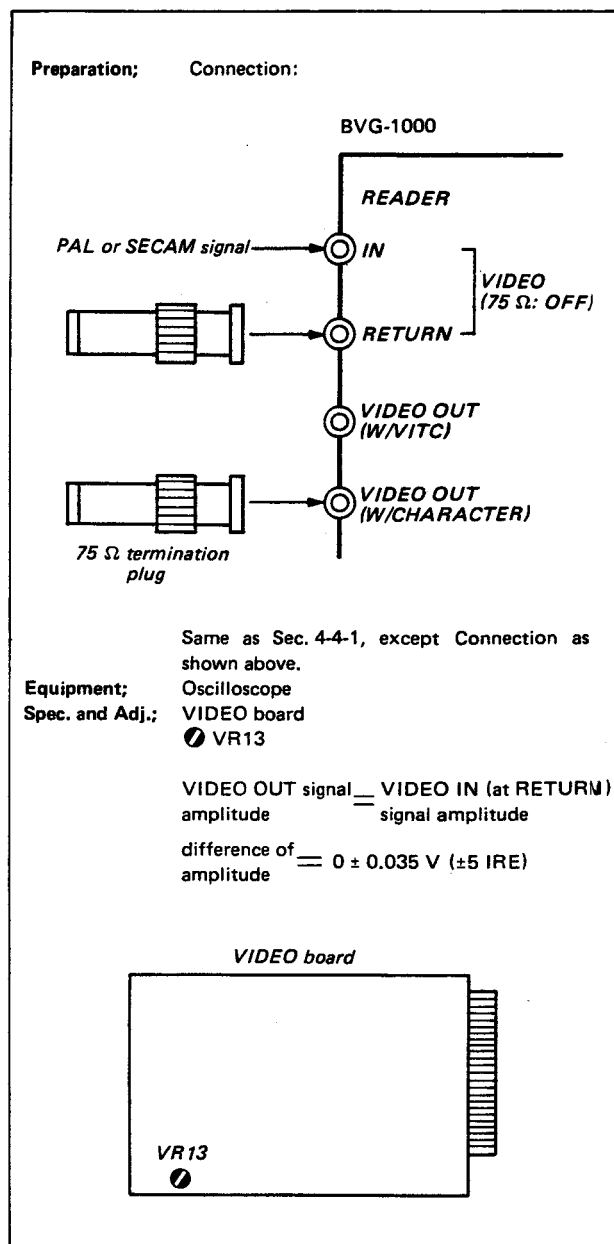 Preparation; Connection:
BVG-1000
READER
PAL or SECAM signal
IN
VIDEO
(75 Ω: OFF)
RETURN
VIDEO OUT
(W/VITC)
VIDEO OUT
(W/CHARACTER)
75 Ω termination
plug
Same as Sec. 4-4-1, except Connection as
shown above.
Equipment; Oscilloscope
Spec. and Adj.; VIDEO board
VR13
VIDEO OUT signal = VIDEO IN (at RETURN)
amplitude signal amplitude
difference of
amplitude = 0 ± 0.035 V (±5 IRE)
VIDEO board
VR13